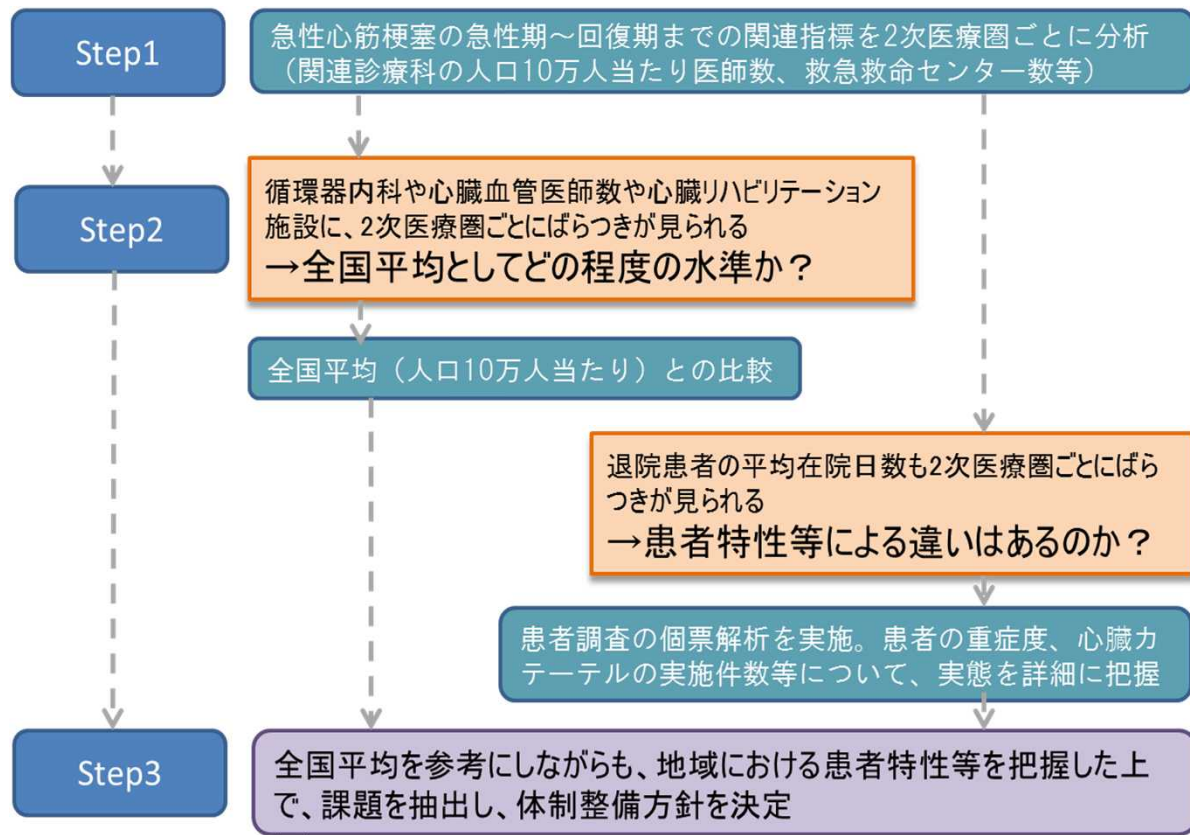 Step1
急性心筋梗塞の急性期～回復期までの関連指標を2次医療圏ごとに分析
（関連診療科の人口10万人当たり医師数、救急救命センター数等）
Step2
循環器内科や心臓血管医師数や心臓リハビリテーション
施設に、2次医療圏ごとにばらつきが見られる
→全国平均としてどの程度の水準か？
全国平均（人口10万人当たり）との比較
退院患者の平均在院日数も2次医療圏ごとにばら
つきが見られる
→患者特性等による違いはあるのか？
患者調査の個票解析を実施。患者の重症度、心臓カ
テーテルの実施件数等について、実態を詳細に把握
Step3
全国平均を参考にしながらも、地域における患者特性等を把握した上
で、課題を抽出し、体制整備方針を決定